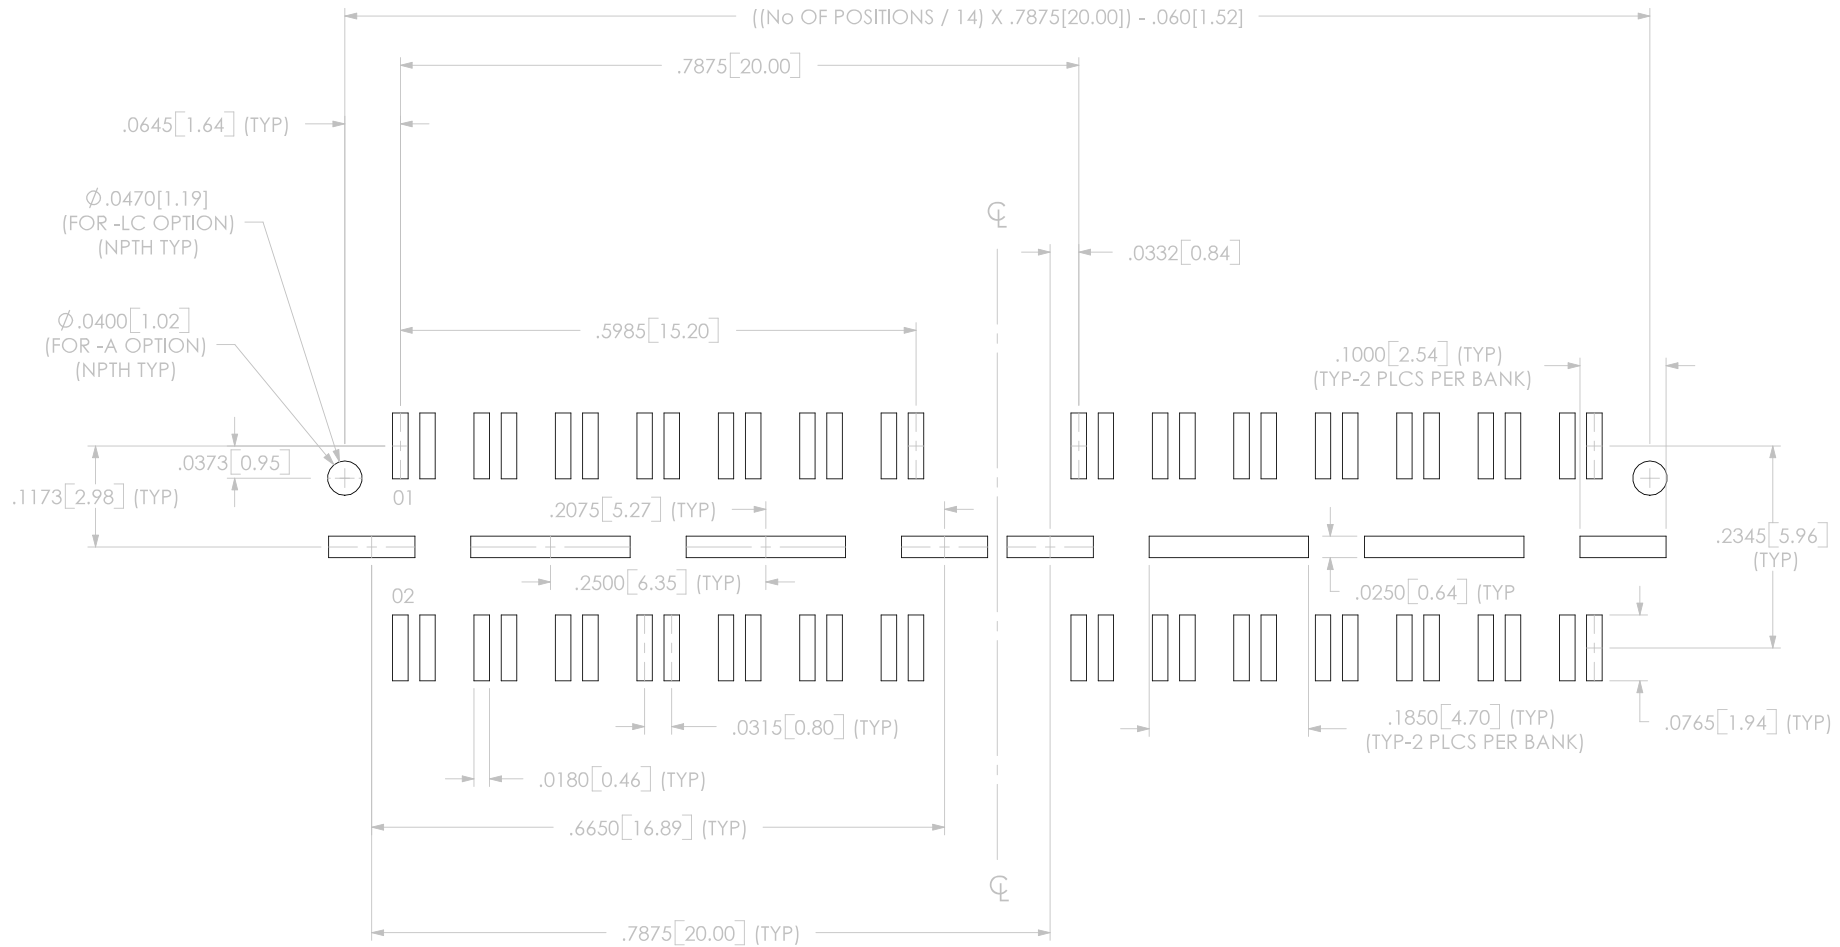 ((No OF POSITIONS / 14) X .7875[20.00]) - .060[1.52]
.7875[20.00]
.0645[1.64] (TYP)
Ø.0470[1.19]
(FOR -LC OPTION)
(NPTH TYP)
℄
.0332[0.84]
Ø.0400[1.02]
(FOR -A OPTION)
(NPTH TYP)
.5985[15.20]
.1000[2.54] (TYP)
(TYP-2 PLCS PER BANK)
.0373[0.95]
.1173[2.98] (TYP)
01
.2075[5.27] (TYP)
.2345[5.96]
(TYP)
.2500[6.35] (TYP)
.0250[0.64] (TYP
02
.0315[0.80] (TYP)
.1850[4.70] (TYP)
(TYP-2 PLCS PER BANK)
.0765[1.94] (TYP)
.0180[0.46] (TYP)
.6650[16.89] (TYP)
℄
.7875[20.00] (TYP)